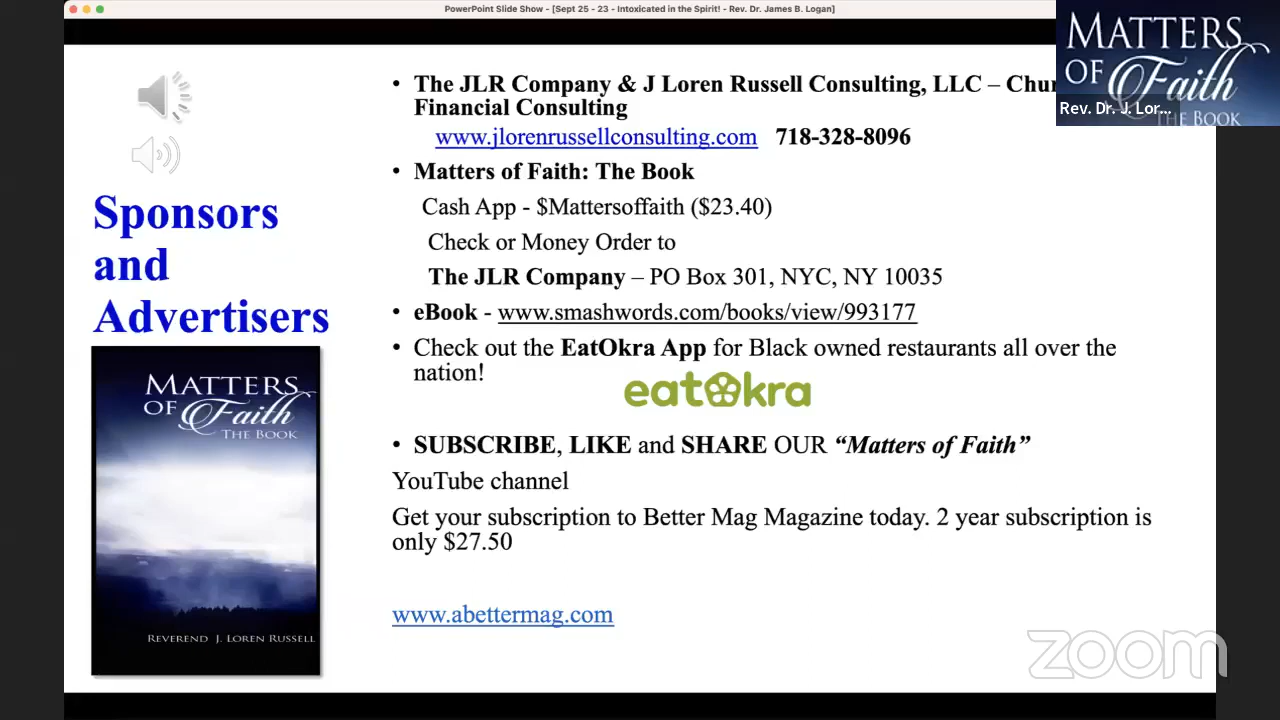 PowerPoint Slide Show - [Sept 25 - 23 - Intoxicated in the Spirit! - Rev. Dr. James B. Logan]
MATTERS
OF Faith
THE BOOK
Rev. Dr. J. Lor...
Sponsors
and
Advertisers
MATTERS
OF Faith
THE BOOK
REVEREND J. LOREN RUSSELL
• The JLR Company & J Loren Russell Consulting, LLC – Chur
Financial Consulting
www.jlorenrussellconsulting.com 718-328-8096
• Matters of Faith: The Book
Cash App - $Mattersoffaith ($23.40)
Check or Money Order to
The JLR Company – PO Box 301, NYC, NY 10035
• eBook - www.smashwords.com/books/view/993177
• Check out the EatOkra App for Black owned restaurants all over the
nation!
eatokra
• SUBSCRIBE, LIKE and SHARE OUR “Matters of Faith”
YouTube channel
Get your subscription to Better Mag Magazine today. 2 year subscription is
only $27.50
www.abettermag.com
zoom